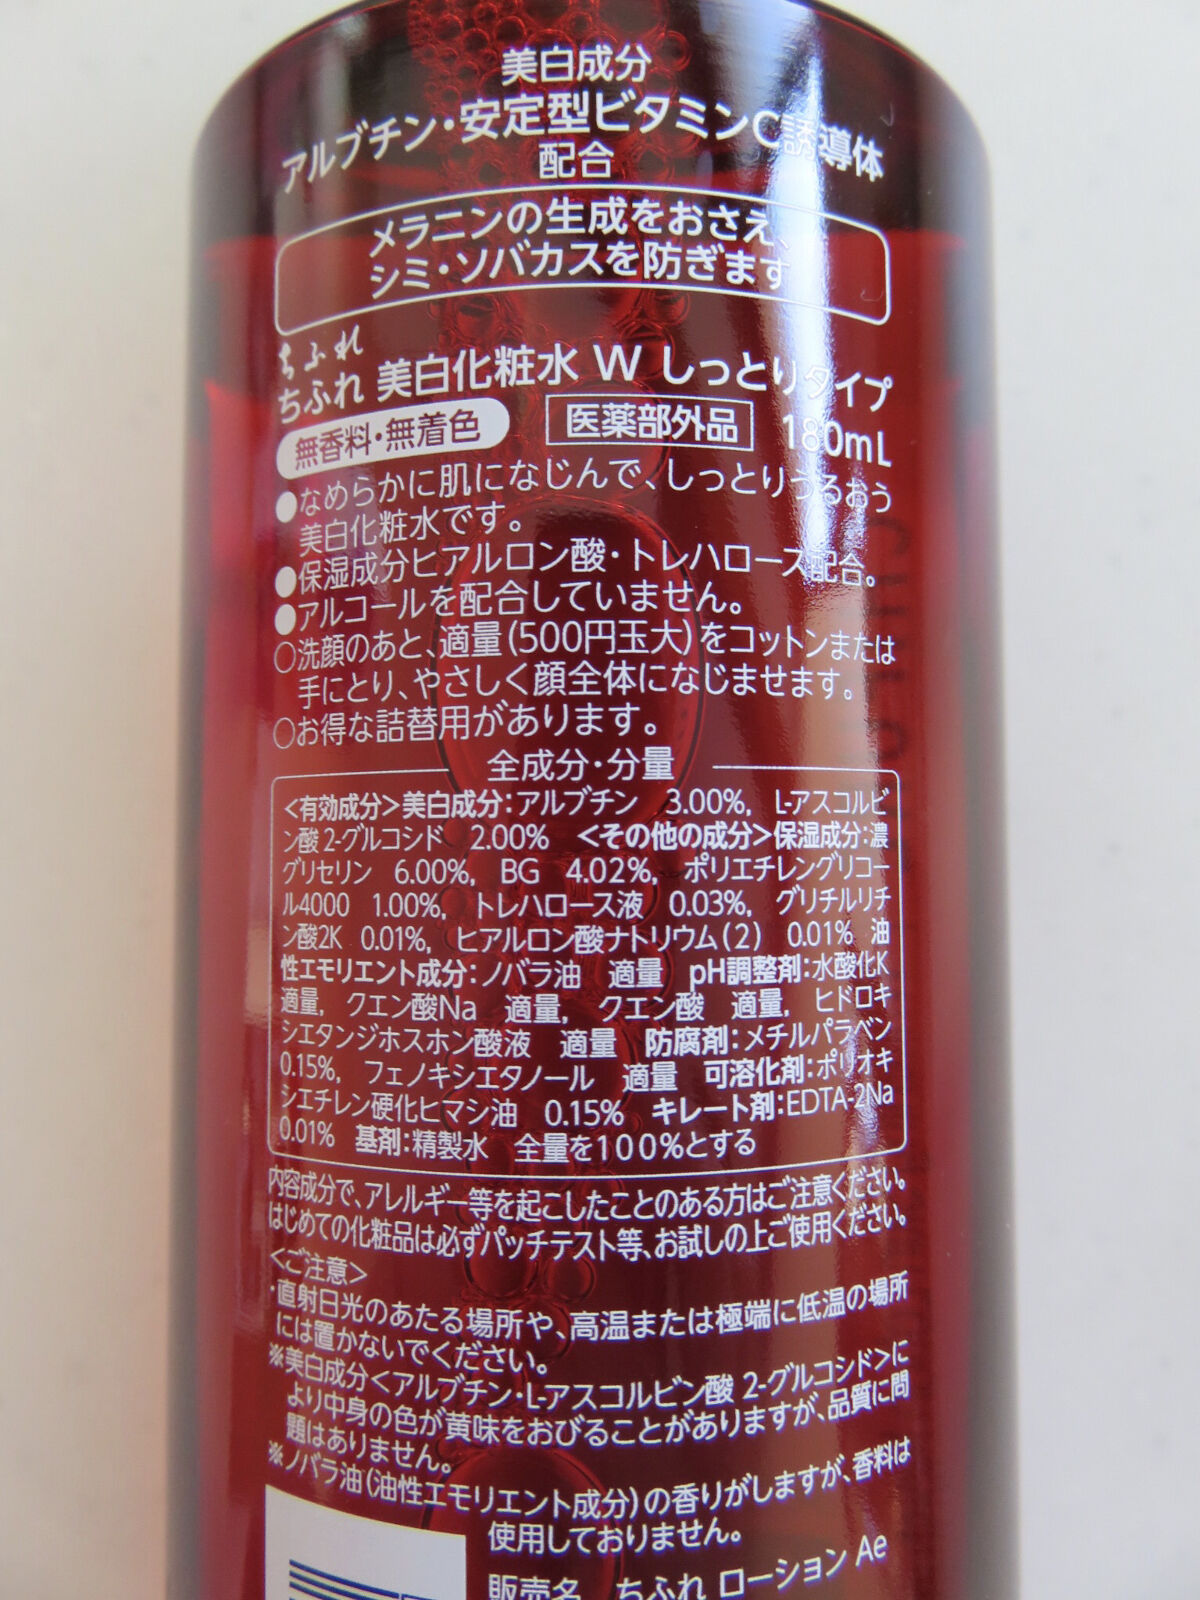 美白成分
アルブチン・安定型ビタミンC誘導体
配合
メラニンの生成をおさえ、
シミ・ソバカスを防ぎます
ちふれ
ちふれ 美白化粧水 W しっとりタイプ
無香料・無着色 医薬部外品 180mL
●なめらかに肌になじんで、しっとりうるおう
美白化粧水です。
●保湿成分ヒアルロン酸・トレハロース配合。
●アルコールを配合していません。
○洗顔のあと、適量(500円玉大)をコットンまたは
手にとり、やさしく顔全体になじませます。
○お得な詰替用があります。
全成分・分量
<有効成分>美白成分:アルブチン 3.00%, L-アスコルビ
ン酸 2-グルコシド 2.00% <その他の成分>保湿成分:濃
グリセリン 6.00%, BG 4.02%, ポリエチレングリコー
ル4000 1.00%, トレハロース液 0.03%, グリチルリチ
ン酸2K 0.01%, ヒアルロン酸ナトリウム(2) 0.01% 油
性エモリエント成分:ノバラ油 適量 pH調整剤:水酸化K
適量, クエン酸Na 適量, クエン酸 適量, ヒドロキ
シエタンジホスホン酸液 適量 防腐剤:メチルパラベン
0.15%, フェノキシエタノール 適量 可溶化剤:ポリオキ
シエチレン硬化ヒマシ油 0.15% キレート剤:EDTA-2Na
0.01% 基剤:精製水 全量を100%とする
内容成分で、アレルギー等を起こしたことのある方はご注意ください。
はじめての化粧品は必ずパッチテスト等、お試しの上ご使用ください。
<ご注意>
・直射日光のあたる場所や、高温または極端に低温の場所
には置かないでください。
※美白成分<アルブチン・L-アスコルビン酸 2-グルコシド>に
より中身の色が黄味をおびることがありますが、品質に問
題はありません。
※ノバラ油(油性エモリエント成分)の香りがしますが、香料は
使用しておりません。
販売名 ちふれ ローション Ae